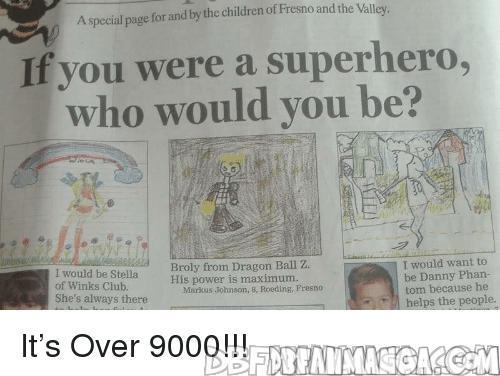 A special page for and by the children of Fresno and the Valley.
If you were a superhero,
who would you be?
I would be Stella
of Winks Club.
She's always there
Broly from Dragon Ball Z.
His power is maximum.
Markus Johnson, 8, Roeding, Fresno
I would want to
be Danny Phan-
tom because he
helps the people.
It's Over 9000!!!